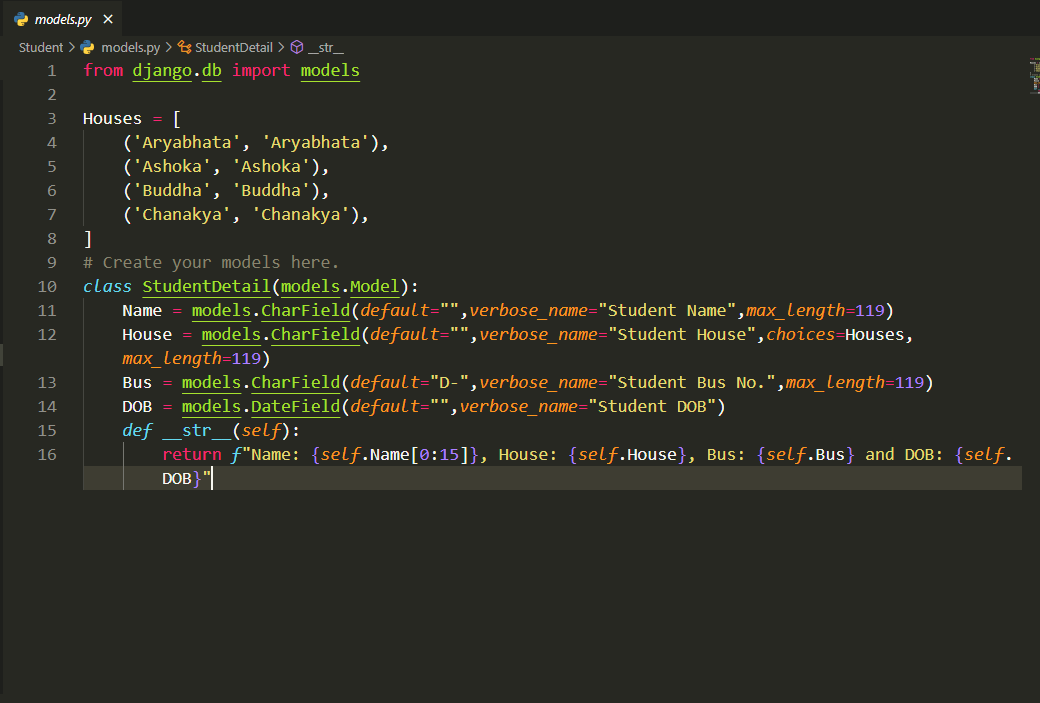 models.py ×
Student > models.py > StudentDetail > __str__
1 from django.db import models
2
3 Houses = [
4     ('Aryabhata', 'Aryabhata'),
5     ('Ashoka', 'Ashoka'),
6     ('Buddha', 'Buddha'),
7     ('Chanakya', 'Chanakya'),
8 ]
9 # Create your models here.
10 class StudentDetail(models.Model):
11     Name = models.CharField(default="",verbose_name="Student Name",max_length=119)
12     House = models.CharField(default="",verbose_name="Student House",choices=Houses,
    max_length=119)
13     Bus = models.CharField(default="D-",verbose_name="Student Bus No.",max_length=119)
14     DOB = models.DateField(default="",verbose_name="Student DOB")
15     def __str__(self):
16         return f"Name: {self.Name[0:15]}, House: {self.House}, Bus: {self.Bus} and DOB: {self.
        DOB}"